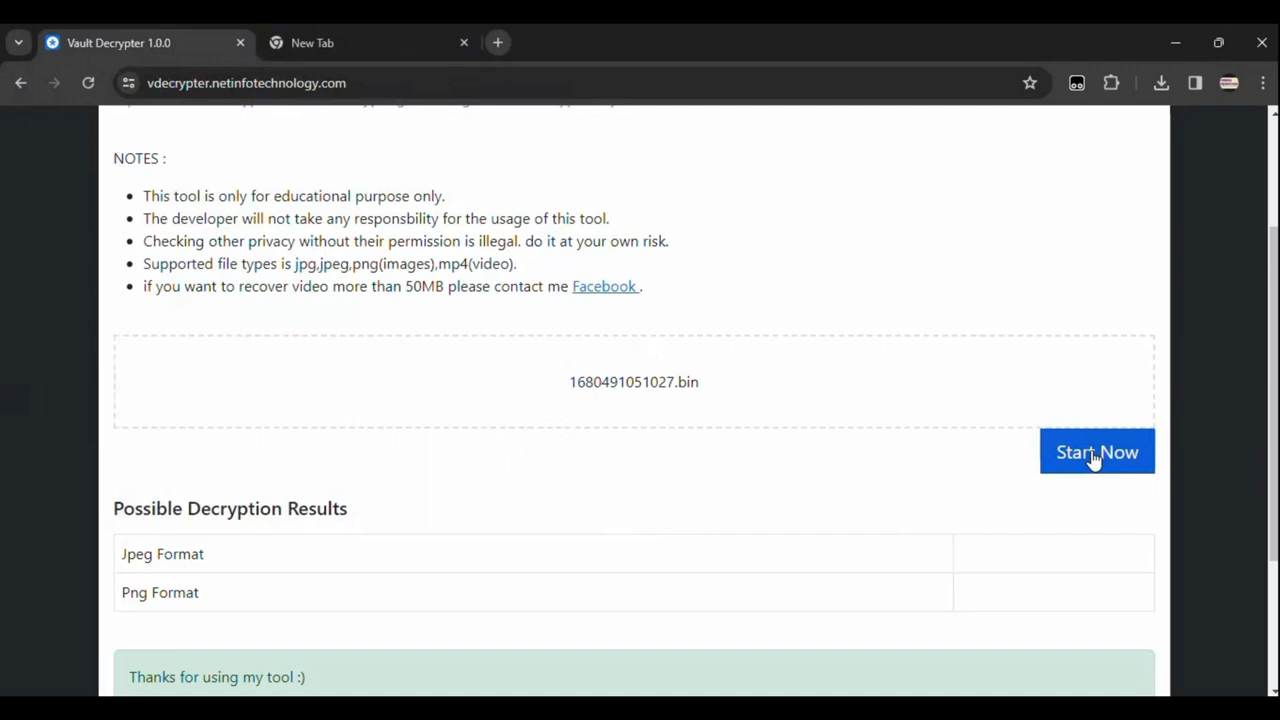 Vault Decrypter 1.0.0
New Tab
vdecrypter.netinfotechnology.com
NOTES :
This tool is only for educational purpose only.
The developer will not take any responsbility for the usage of this tool.
Checking other privacy without their permission is illegal. do it at your own risk.
Supported file types is jpg,jpeg,png(images),mp4(video).
if you want to recover video more than 50MB please contact me Facebook .
1680491051027.bin
Start Now
Possible Decryption Results
Jpeg Format
Png Format
Thanks for using my tool :)